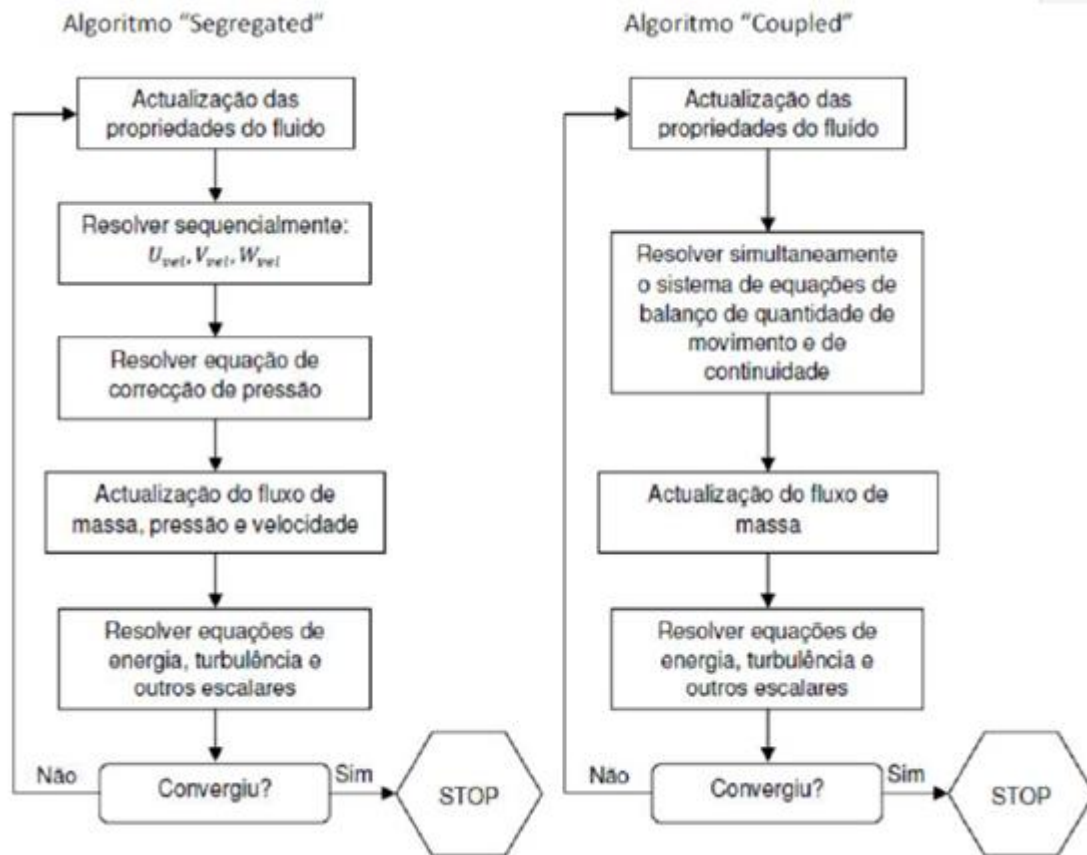 Algoritmo "Segregated"
Actualização das
propriedades do fluido
Resolver sequencialmente:
U_vel, V_vel, W_vel
Resolver equação de
correcção de pressão
Actualização do fluxo de
massa, pressão e velocidade
Resolver equações de
energia, turbulência e
outros escalares
Não
Convergiu?
Sim
STOP
Algoritmo "Coupled"
Actualização das
propriedades do fluido
Resolver simultaneamente
o sistema de equações de
balanço de quantidade de
movimento e de
continuidade
Actualização do fluxo de
massa
Resolver equações de
energia, turbulência e
outros escalares
Não
Convergiu?
Sim
STOP